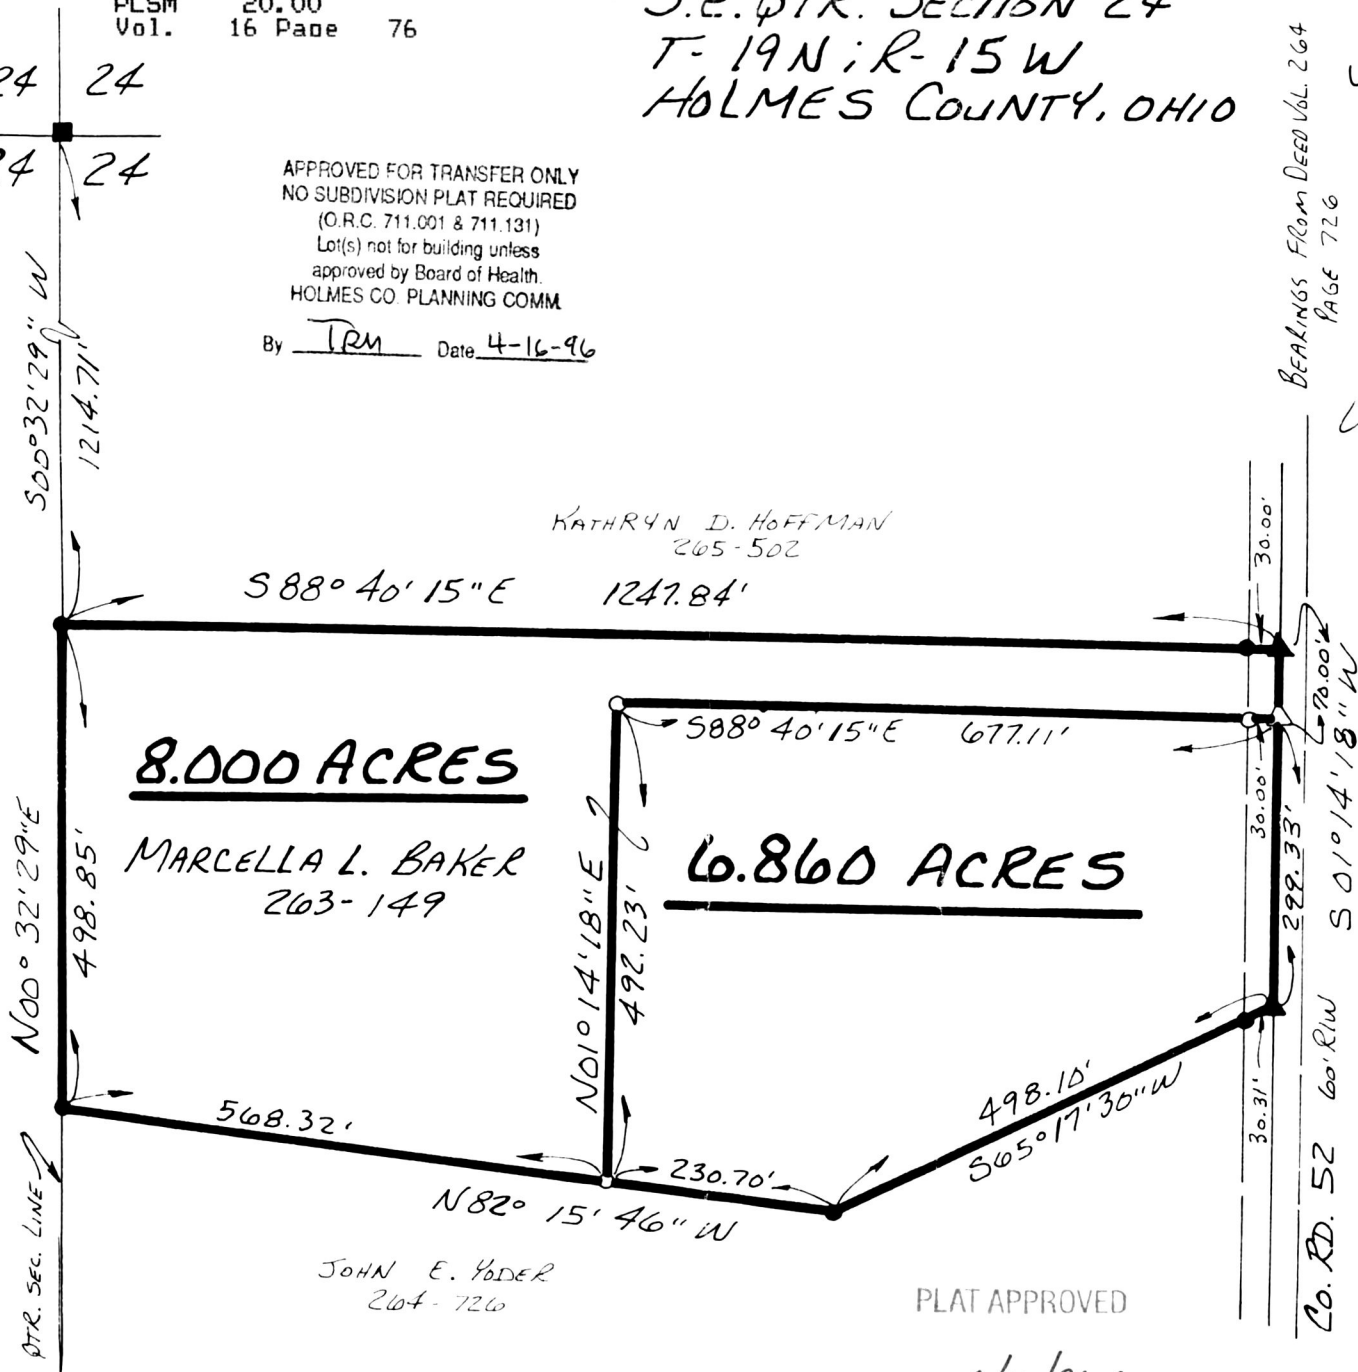 PLSM 20.00
Vol. 16 Page 76
S.E. QTR. SECTION 24
T-19N; R-15W
HOLMES COUNTY, OHIO
24 24
24 24
APPROVED FOR TRANSFER ONLY
NO SUBDIVISION PLAT REQUIRED
(O.R.C. 711.001 & 711.131)
Lot(s) not for building unless
approved by Board of Health.
HOLMES CO. PLANNING COMM.
By TRM Date 4-16-96
BEARINGS FROM DEED VOL. 264
PAGE 726
S00°32'29"W
1214.71'
KATHRYN D. HOFFMAN
265-502
S88°40'15"E 1247.84'
30.00'
70.00'
S01°14'18"W
S88°40'15"E 677.11'
8.000 ACRES
MARCELLA L. BAKER
263-149
6.860 ACRES
30.00'
299.33'
N00°32'29"E
498.85'
N01°14'18"E
492.23'
498.10'
S65°17'30"W
30.31'
568.32'
230.70'
N82°15'46"W
JOHN E. YODER
264-726
QTR. SEC. LINE
PLAT APPROVED
CO. RD. 52 60' R/W